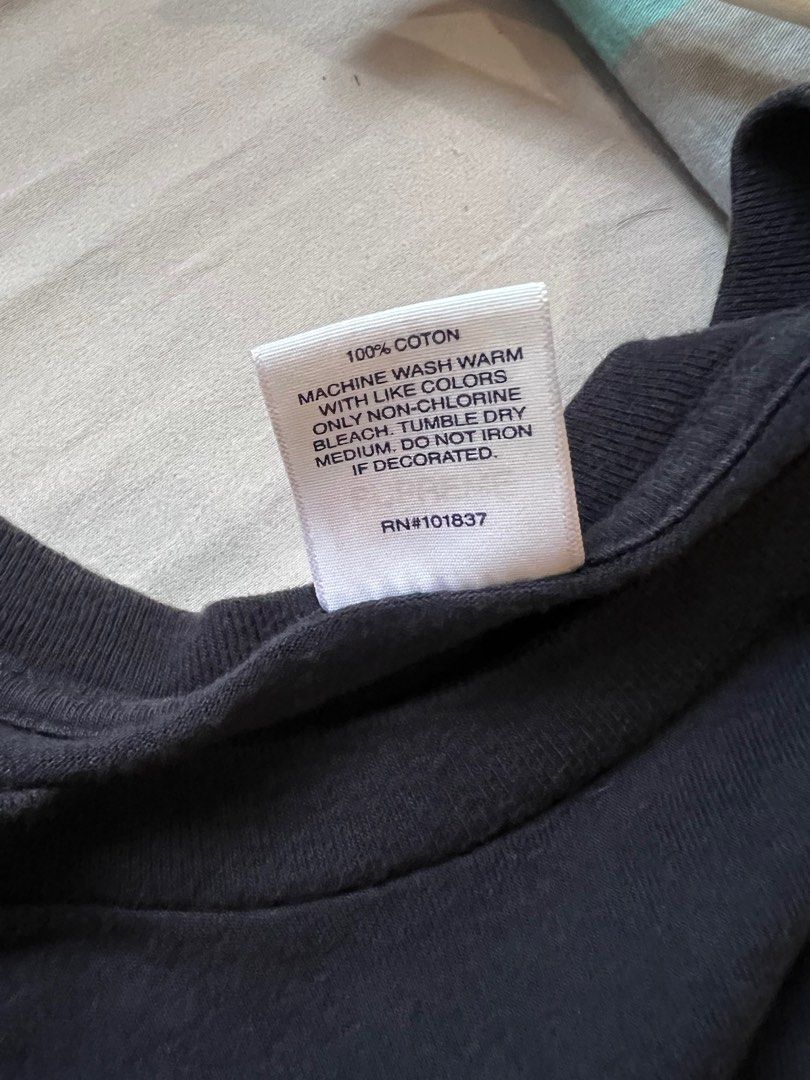 100% COTON
MACHINE WASH WARM
WITH LIKE COLORS
ONLY NON-CHLORINE
BLEACH. TUMBLE DRY
MEDIUM. DO NOT IRON
IF DECORATED.
RN#101837